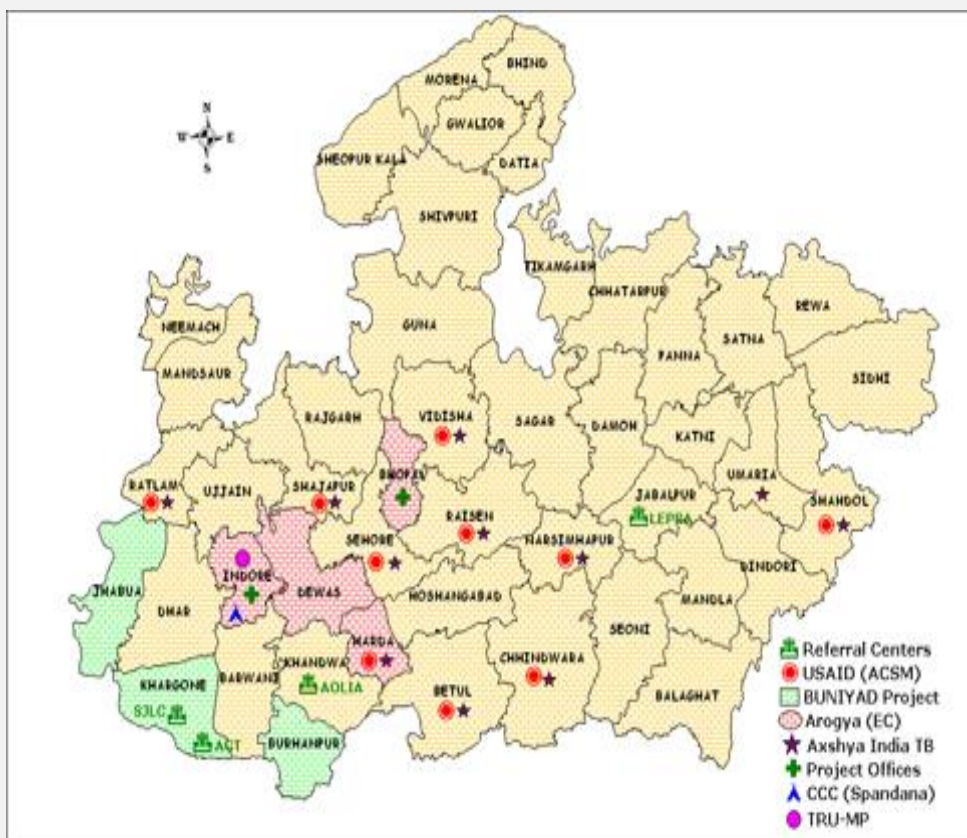 BHIND
MORENA
GWALIOR
SHEOPUR KALA
DATIA
N
W E
S
SHIVPURI
TIKAMGARH
CHHATARPUR
REWA
NEEMACH
GUNA
PANNA
SATNA
MANDSAUR
SIDHI
RAJGARH
VIDISHA
SAGAR
DAMOH
KATNI
BHOPAL
UMARIA
RATLAM
UJJAIN
SHAJAPUR
JABALPUR
LEPRA
SHAHDOL
RAISEN
SEHORE
NARSIMHAPUR
INDORE
DINDORI
JHABUA
DEWAS
HOSHANGABAD
MANDLA
DHAR
SEONI
HARDA
KHANDWA
CHHINDWARA
BARWANI
KHARGONE
AOLIA
BETUL
BALAGHAT
SJLC
ACT
BURHANPUR
Referral Centers
USAID (ACSM)
BUNIYAD Project
Arogya (EC)
Axshya India TB
Project Offices
CCC (Spandana)
TRU-MP